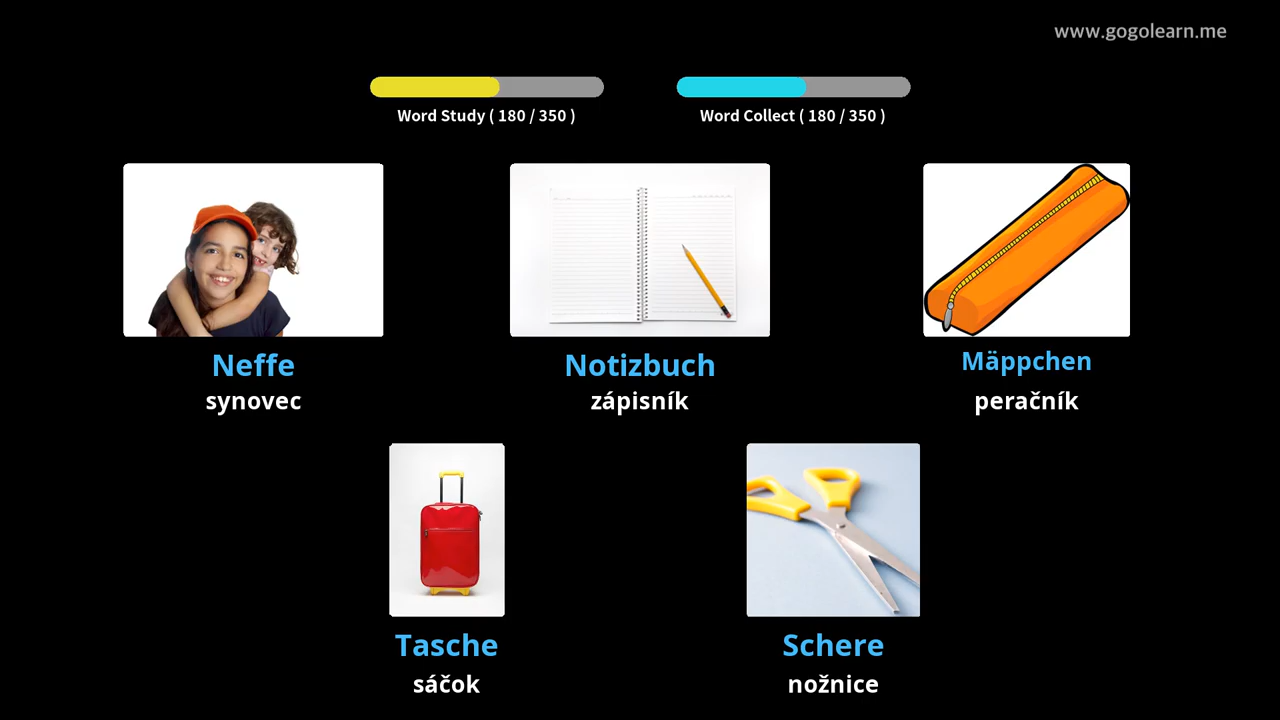 www.gogolearn.me
Word Study ( 180 / 350 )
Word Collect ( 180 / 350 )
Neffe
synovec
Notizbuch
zápisník
Mäppchen
peračník
Tasche
sáčok
Schere
nožnice